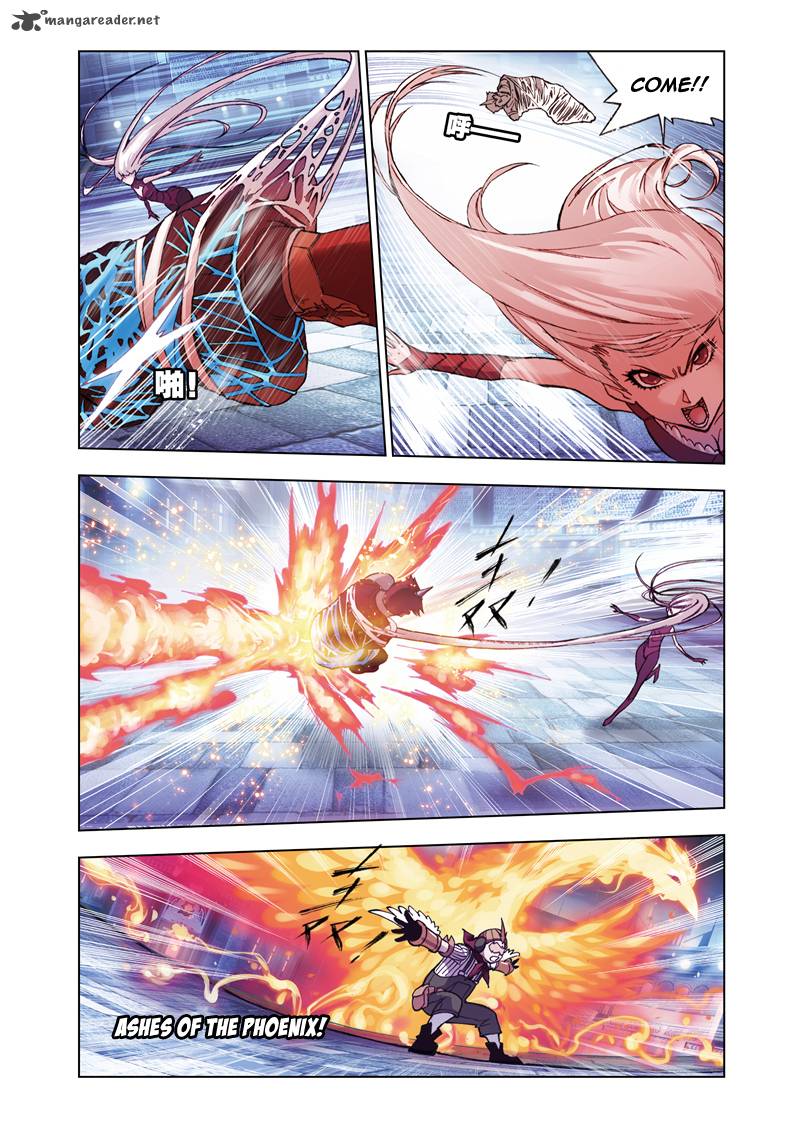 mangareader.net
COME!!
呼——
啪!
ASHES OF THE PHOENIX!